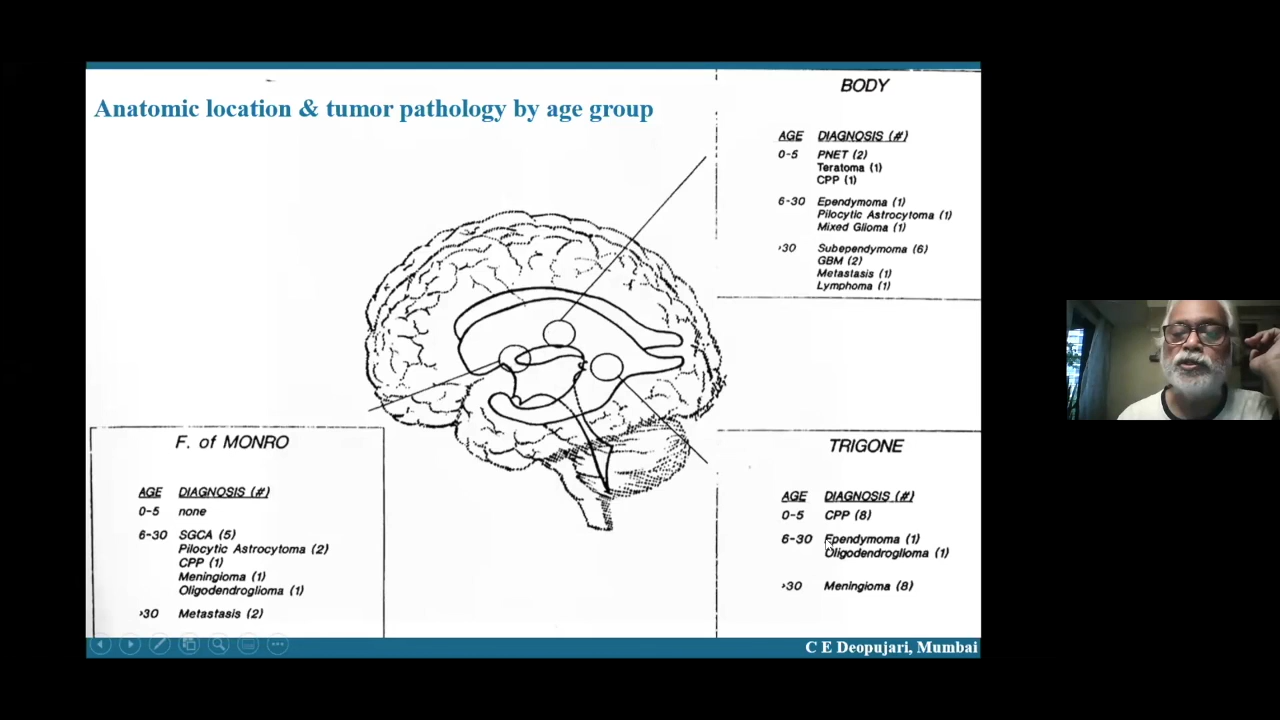 Anatomic location & tumor pathology by age group
BODY
AGE DIAGNOSIS (#)
0-5 PNET (2)
Teratoma (1)
CPP (1)
6-30 Ependymoma (1)
Pilocytic Astrocytoma (1)
Mixed Glioma (1)
>30 Subependymoma (6)
GBM (2)
Metastasis (1)
Lymphoma (1)
F. of MONRO
AGE DIAGNOSIS (#)
0-5 none
6-30 SGCA (5)
Pilocytic Astrocytoma (2)
CPP (1)
Meningioma (1)
Oligodendroglioma (1)
>30 Metastasis (2)
TRIGONE
AGE DIAGNOSIS (#)
0-5 CPP (8)
6-30 Ependymoma (1)
Oligodendroglioma (1)
>30 Meningioma (8)
C E Deopujari, Mumbai